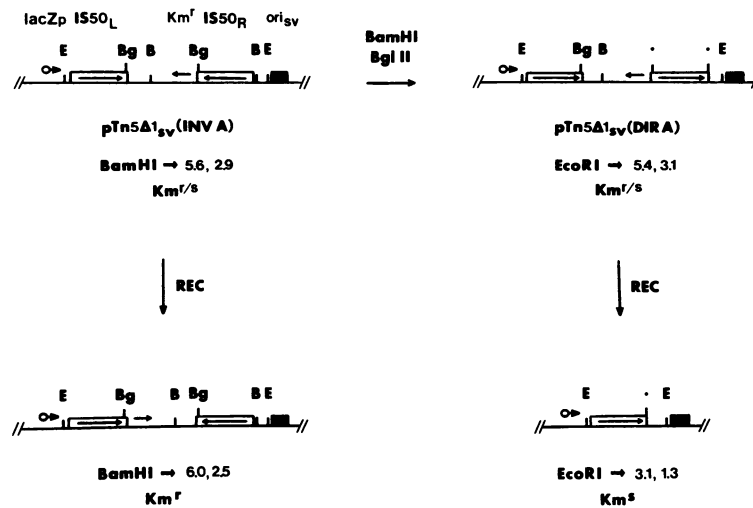 lacZp IS50L Kmr IS50R orisv
E Bg B Bg B E
BamHI
Bgl II
E Bg B · · E
pTn5Δ1sv(INV A)
pTn5Δ1sv(DIR A)
BamHI → 5.6, 2.9
EcoRI → 5.4, 3.1
Kmr/s
Kmr/s
REC
REC
E Bg B Bg B E
E · E
BamHI → 6.0, 2.5
EcoRI → 3.1, 1.3
Kmr
Kms